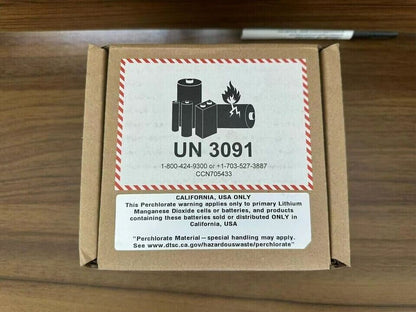 UN 3091
1-800-424-9300 or +1-703-527-3887
CCN705433
CALIFORNIA, USA ONLY
This Perchlorate warning applies only to primary Lithium
Manganese Dioxide cells or batteries, and products
containing these batteries sold or distributed ONLY in
California, USA
"Perchlorate Material – special handling may apply.
See www.dtsc.ca.gov/hazardouswaste/perchlorate"